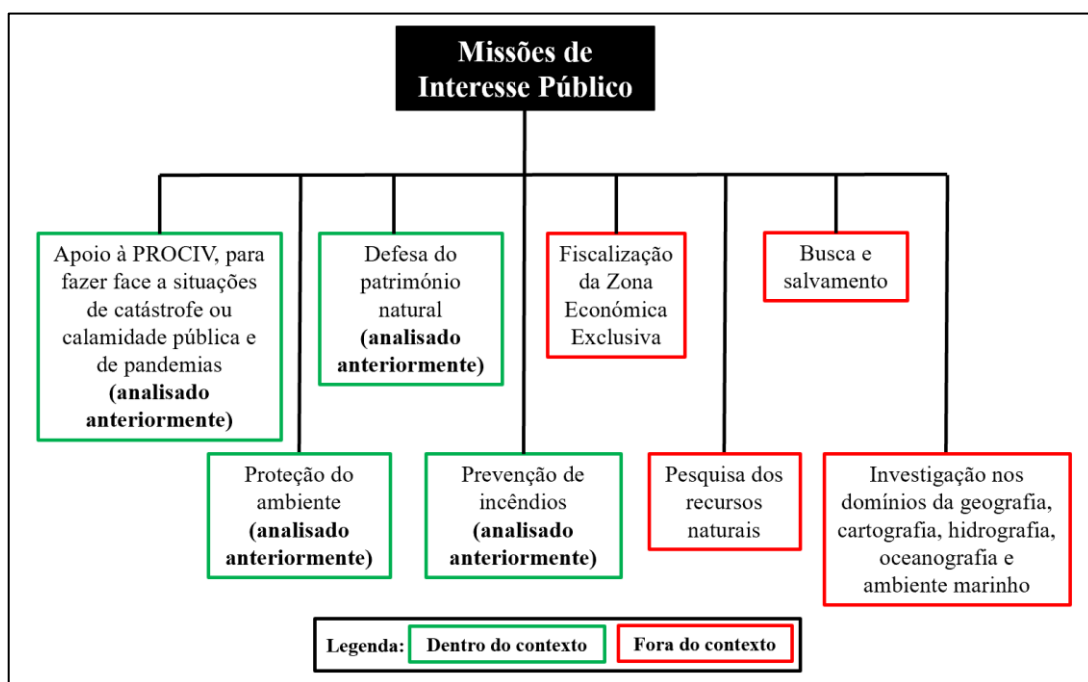 Missões de
Interesse Público
Apoio à PROCIV, para
fazer face a situações
de catástrofe ou
calamidade pública e
de pandemias
(analisado
anteriormente)
Defesa do
património
natural
(analisado
anteriormente)
Fiscalização
da Zona
Económica
Exclusiva
Busca e
salvamento
Proteção do
ambiente
(analisado
anteriormente)
Prevenção de
incêndios
(analisado
anteriormente)
Pesquisa dos
recursos
naturais
Investigação nos
domínios da geografia,
cartografia, hidrografia,
oceanografia e
ambiente marinho
Legenda: Dentro do contexto Fora do contexto